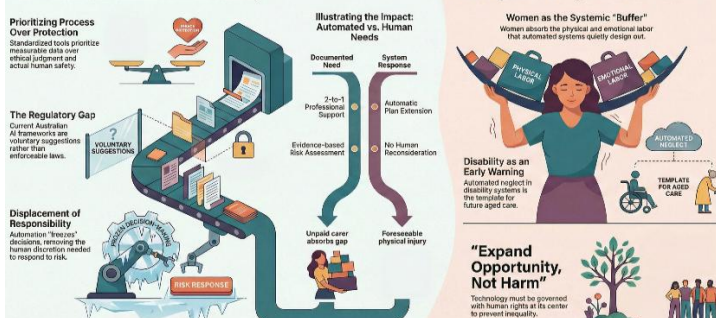 Prioritizing Process
Over Protection
Standardized tools prioritize
measurable data over
ethical judgment and
actual human safety.
The Regulatory Gap
Current Australian
AI frameworks are
voluntary suggestions
rather than
enforceable laws.
?
VOLUNTARY
SUGGESTIONS
Displacement of
Responsibility
Automation "freezes"
decisions, removing the
human discretion needed
to respond to risk.
FROZEN DECISION-MAKING
RISK RESPONSE
Illustrating the Impact:
Automated vs. Human
Needs
Documented
Need
System
Response
2-to-1
Professional
Support
Automatic
Plan Extension
Evidence-based
Risk Assessment
No Human
Reconsideration
Unpaid carer
absorbs gap
Foreseeable
physical injury
Women as the Systemic "Buffer"
Women absorb the physical and emotional labor
that automated systems quietly design out.
PHYSICAL
LABOR
EMOTIONAL
LABOR
Disability as an
Early Warning
Automated neglect in
disability systems is
the template for
future aged care.
AUTOMATED
NEGLECT
TEMPLATE
FOR AGED
CARE
"Expand
Opportunity,
Not Harm"
Technology must be governed
with human rights at its center
to prevent inequality.